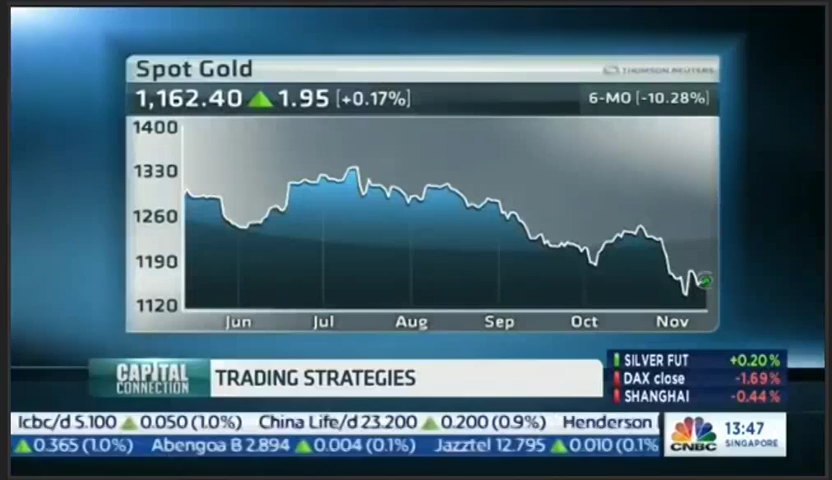 Spot Gold
THOMSON REUTERS
1,162.40 1.95 [+0.17%] 6-MO [-10.28%]
1400
1330
1260
1190
1120
Jun Jul Aug Sep Oct Nov
CAPITAL
CONNECTION
TRADING STRATEGIES
SILVER FUT +0.20%
DAX close -1.69%
SHANGHAI -0.44%
Icbc/d 5.100 0.050 (1.0%) China Life/d 23.200 0.200 (0.9%) Henderson
0.365 (1.0%) Abengoa B 2.894 0.004 (0.1%) Jazztel 12.795 0.010 (0.1%
CNBC
13:47
SINGAPORE